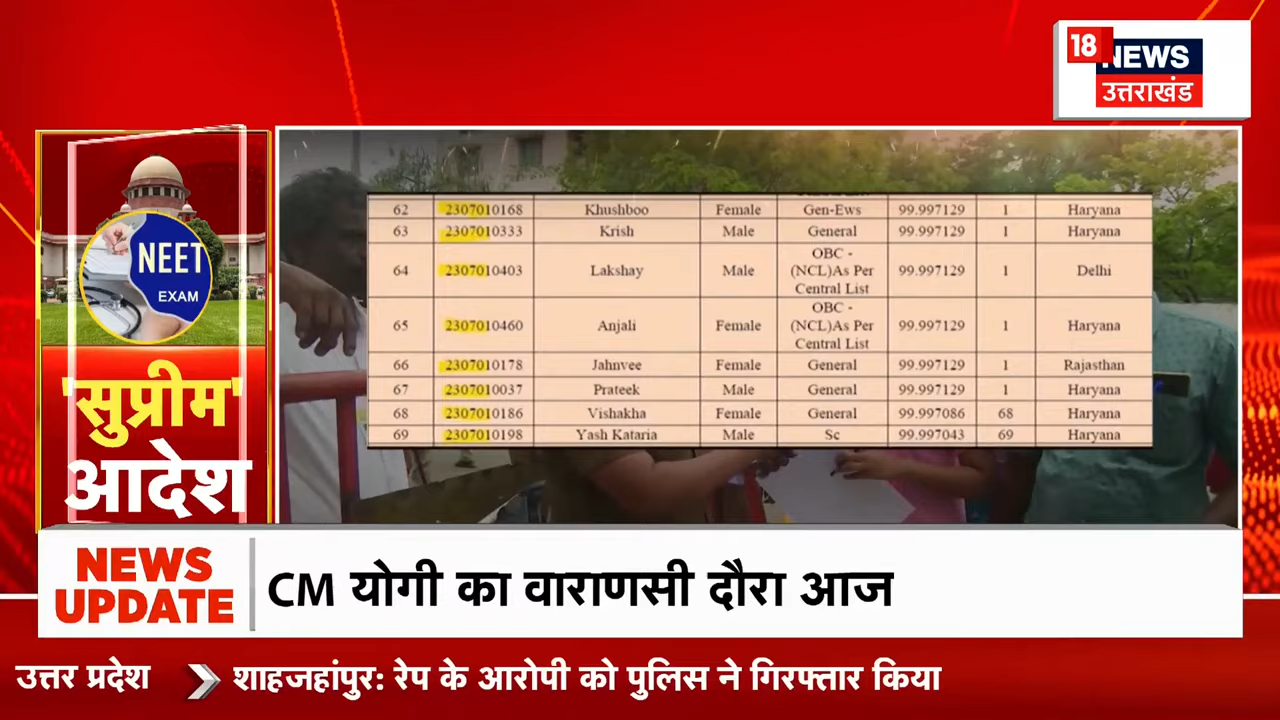 18
NEWS
उत्तराखंड
NEET
EXAM
'सुप्रीम'
आदेश
62 2307010168 Khushboo Female Gen-Ews 99.997129 1 Haryana
63 2307010333 Krish Male General 99.997129 1 Haryana
64 2307010403 Lakshay Male OBC - (NCL)As Per Central List 99.997129 1 Delhi
65 2307010460 Anjali Female OBC - (NCL)As Per Central List 99.997129 1 Haryana
66 2307010178 Jahnvee Female General 99.997129 1 Rajasthan
67 2307010037 Prateek Male General 99.997129 1 Haryana
68 2307010186 Vishakha Female General 99.997086 68 Haryana
69 2307010198 Yash Kataria Male Sc 99.997043 69 Haryana
NEWS
UPDATE
CM योगी का वाराणसी दौरा आज
उत्तर प्रदेश शाहजहांपुर: रेप के आरोपी को पुलिस ने गिरफ्तार किया